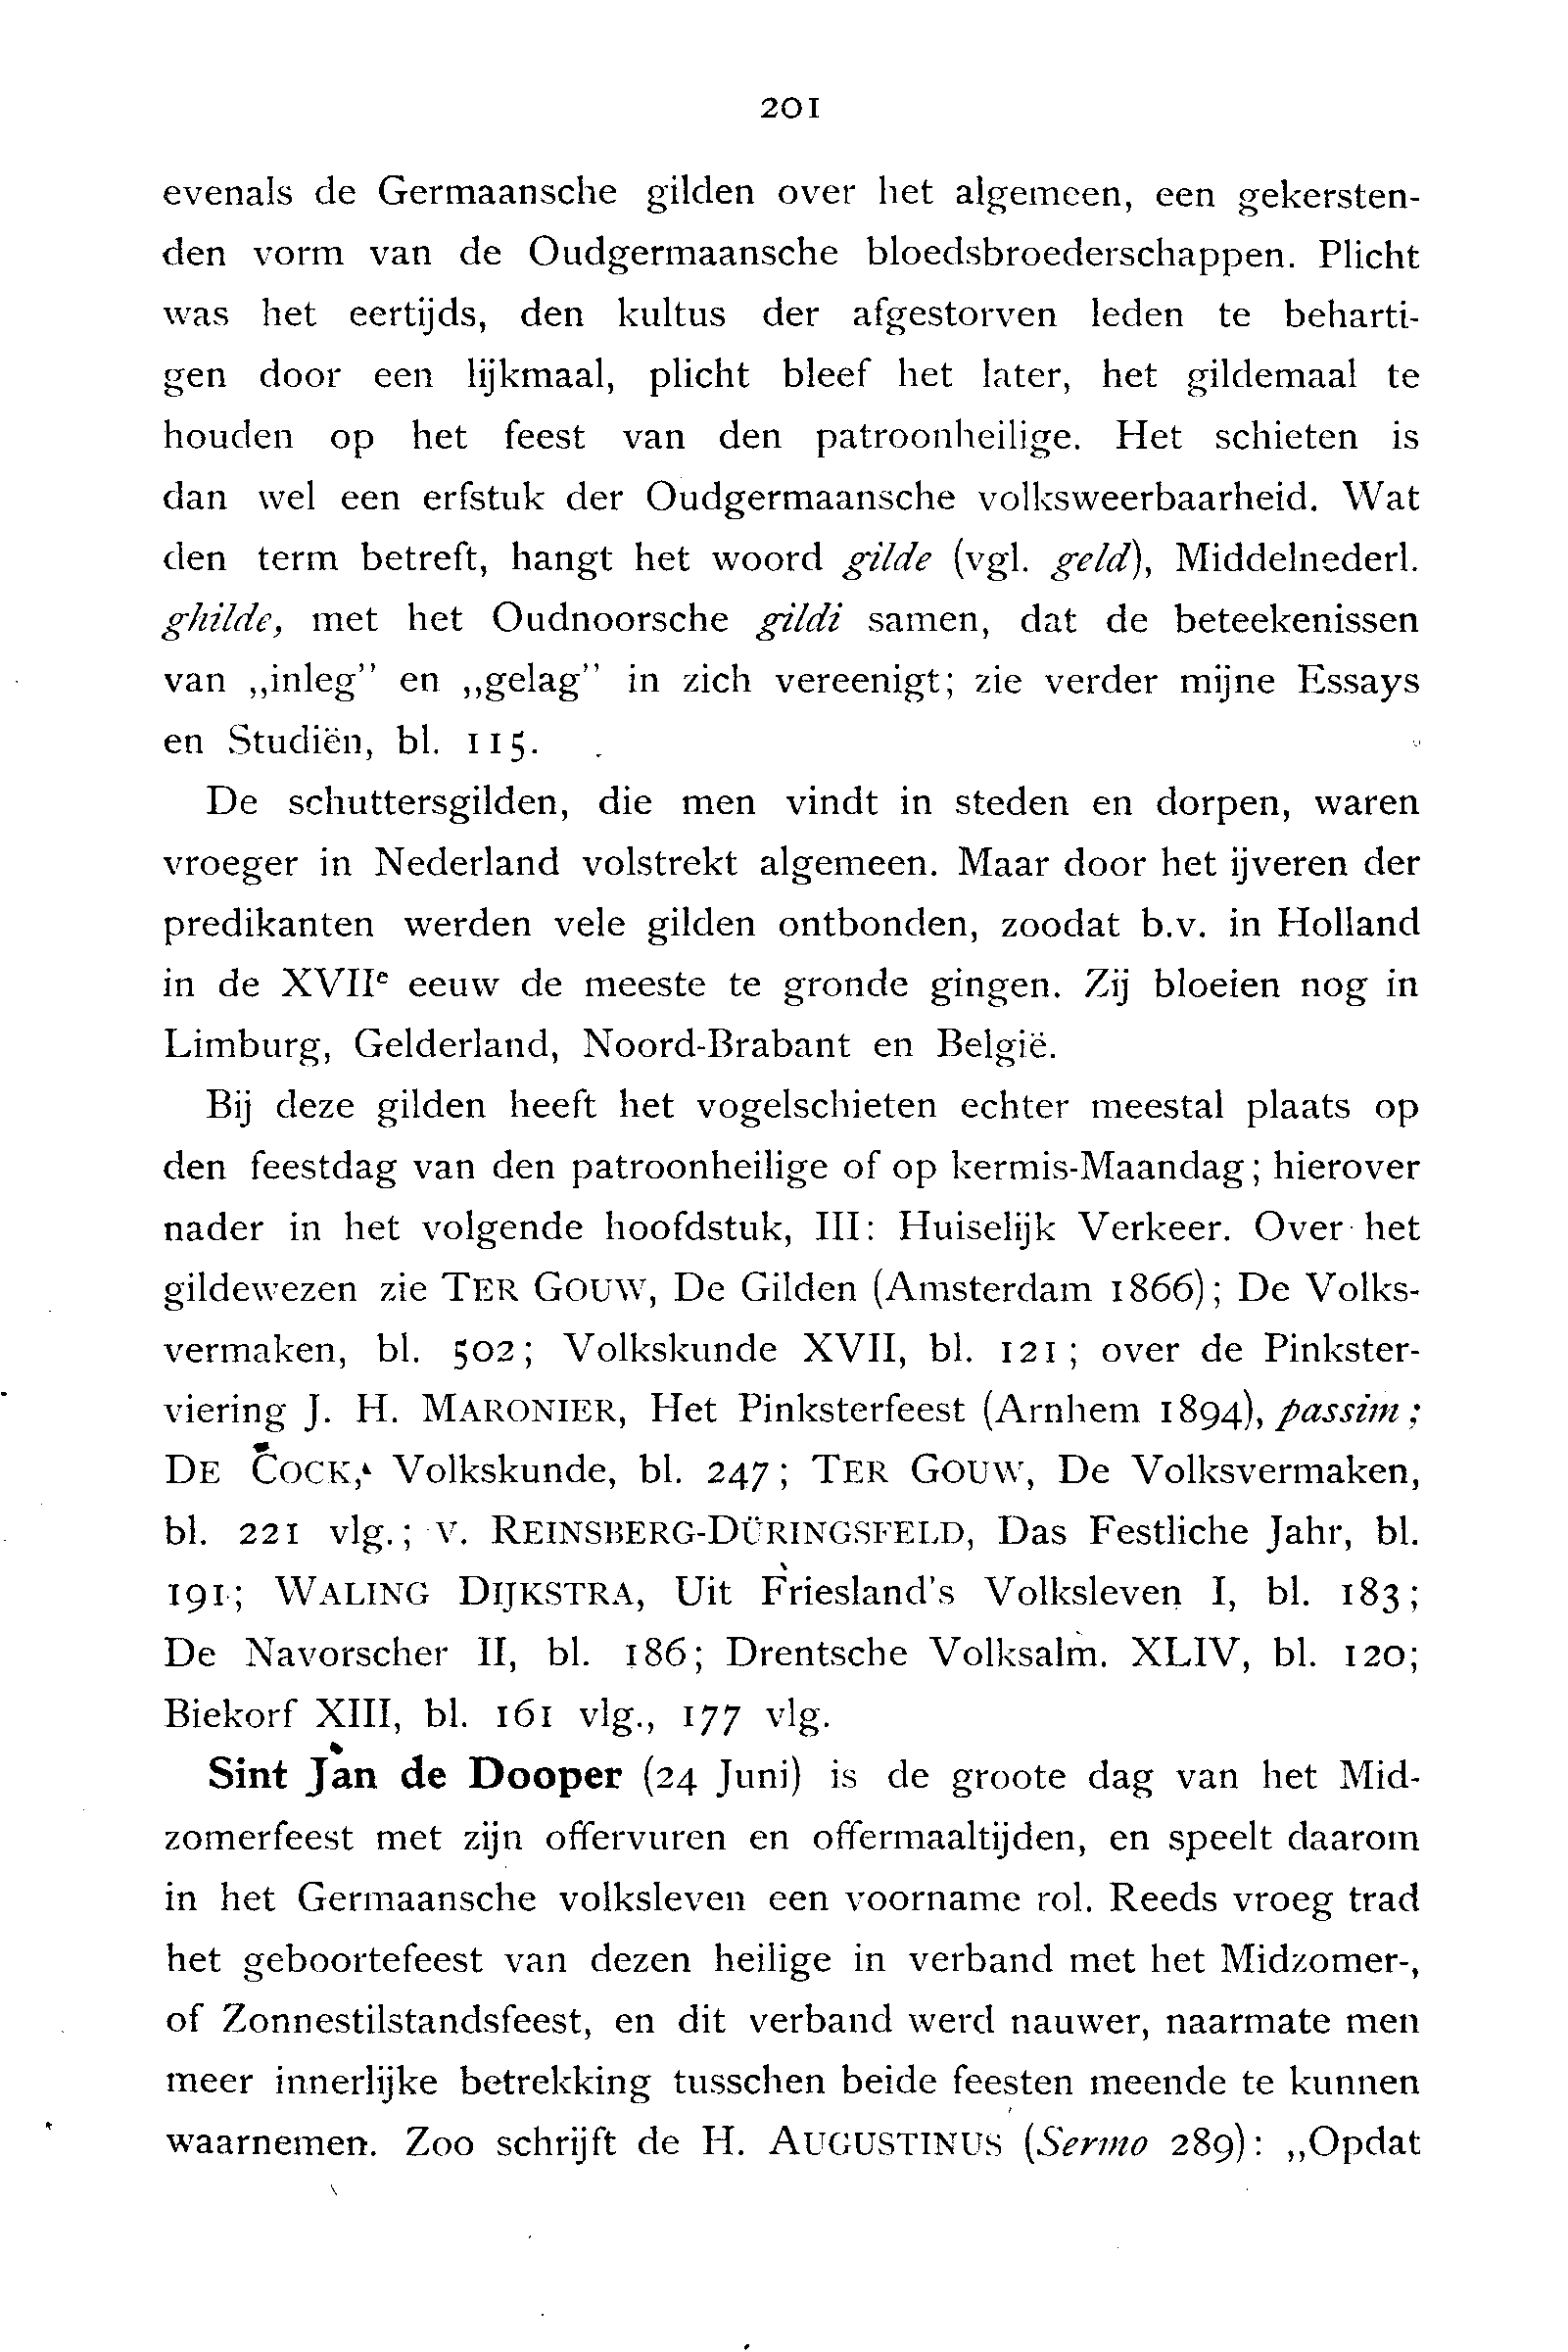 201
evenals de Germaansche gilden over het algemeen, een gekersten-
den vorm van de Oudgermaansche bloedsbroederschappen. Plicht
was het eertijds, den kultus der afgestorven leden te beharti-
gen door een lijkmaal, plicht bleef het later, het gildemaal te
houden op het feest van den patroonheilige. Het schieten is
dan wel een erfstuk der Oudgermaansche volksweerbaarheid. Wat
den term betreft, hangt het woord gilde (vgl. geld), Middelnederl.
ghilde, met het Oudnoorsche gildi samen, dat de beteekenissen
van „inleg” en „gelag” in zich vereenigt; zie verder mijne Essays
en Studiën, bl. 115.
De schuttersgilden, die men vindt in steden en dorpen, waren
vroeger in Nederland volstrekt algemeen. Maar door het ijveren der
predikanten werden vele gilden ontbonden, zoodat b.v. in Holland
in de XVIIe eeuw de meeste te gronde gingen. Zij bloeien nog in
Limburg, Gelderland, Noord-Brabant en België.
Bij deze gilden heeft het vogelschieten echter meestal plaats op
den feestdag van den patroonheilige of op kermis-Maandag; hierover
nader in het volgende hoofdstuk, III: Huiselijk Verkeer. Over het
gildewezen zie TER GOUW, De Gilden (Amsterdam 1866); De Volks-
vermaken, bl. 502; Volkskunde XVII, bl. 121; over de Pinkster-
viering J. H. MARONIER, Het Pinksterfeest (Arnhem 1894), passim;
DE COCK, Volkskunde, bl. 247; TER GOUW, De Volksvermaken,
bl. 221 vlg.; v. REINSBERG-DÜRINGSFELD, Das Festliche Jahr, bl.
191; WALING DIJKSTRA, Uit Friesland's Volksleven I, bl. 183;
De Navorscher II, bl. 186; Drentsche Volksalm. XLIV, bl. 120;
Biekorf XIII, bl. 161 vlg., 177 vlg.
Sint Jan de Dooper (24 Juni) is de groote dag van het Mid-
zomerfeest met zijn offervuren en offermaaltijden, en speelt daarom
in het Germaansche volksleven een voorname rol. Reeds vroeg trad
het geboortefeest van dezen heilige in verband met het Midzomer-,
of Zonnestilstandsfeest, en dit verband werd nauwer, naarmate men
meer innerlijke betrekking tusschen beide feesten meende te kunnen
waarnemen. Zoo schrijft de H. AUGUSTINUS (Sermo 289): „Opdat